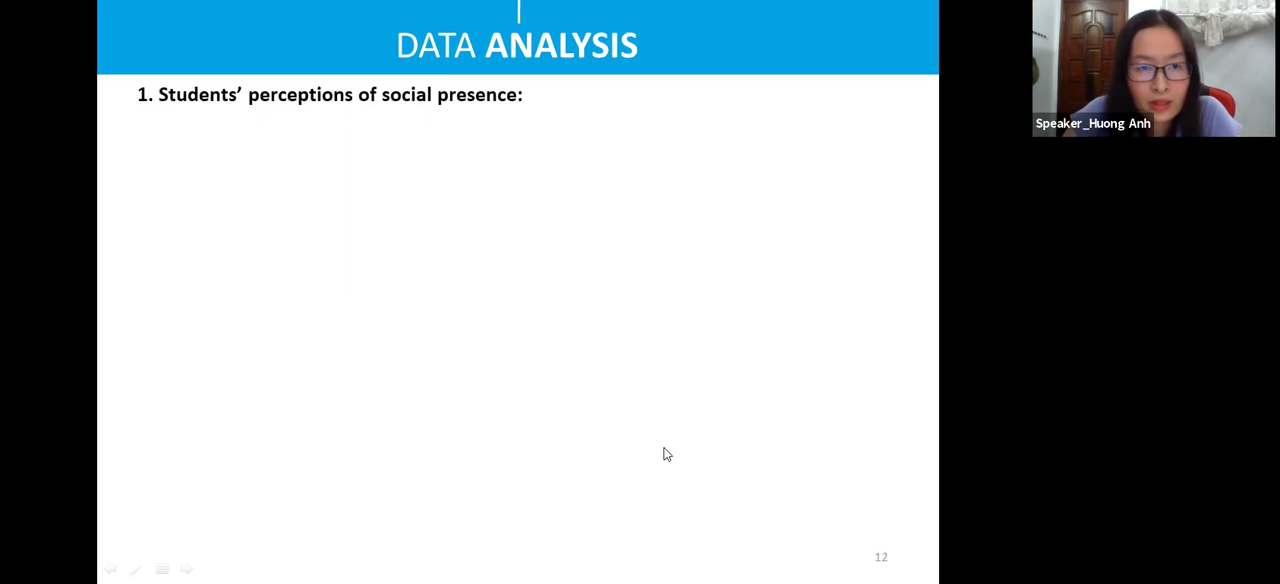 DATA ANALYSIS
1. Students’ perceptions of social presence:
Speaker_Huong Anh
12